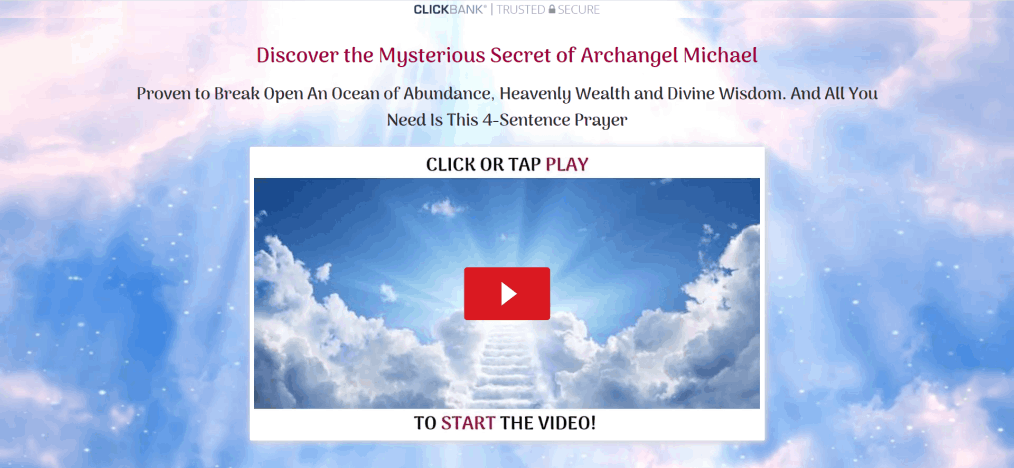 CLICKBANK® | TRUSTED SECURE
Discover the Mysterious Secret of Archangel Michael
Proven to Break Open An Ocean of Abundance, Heavenly Wealth and Divine Wisdom. And All You
Need Is This 4-Sentence Prayer
CLICK OR TAP PLAY
TO START THE VIDEO!